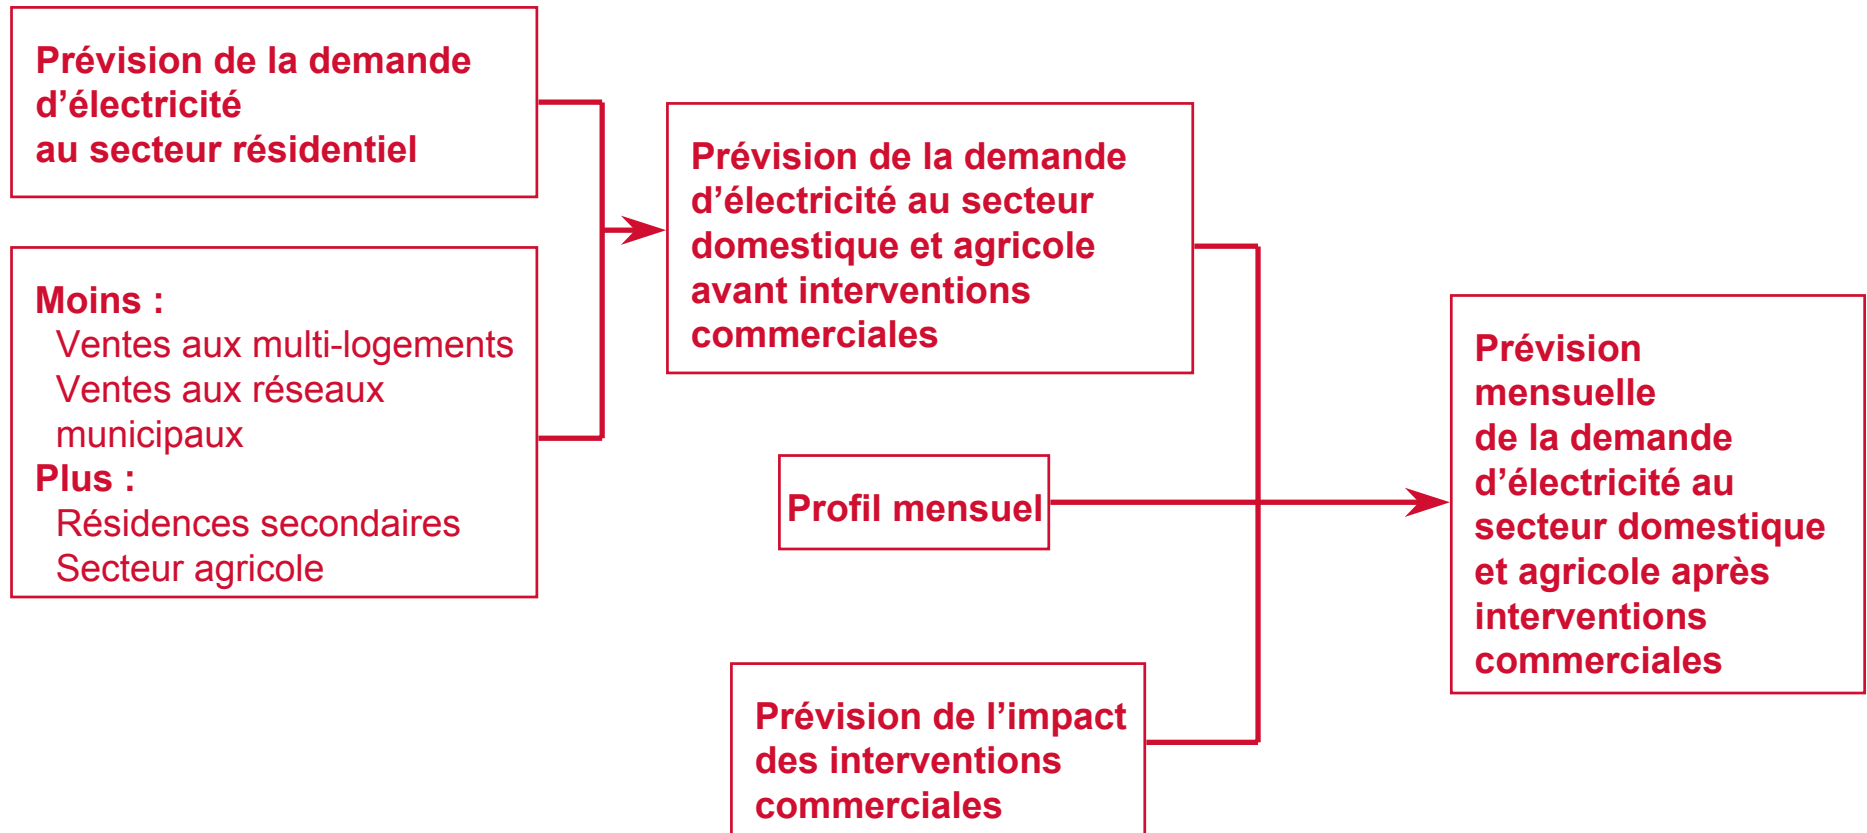 Prévision de la demande
d’électricité
au secteur résidentiel
Moins :
Ventes aux multi-logements
Ventes aux réseaux
municipaux
Plus :
Résidences secondaires
Secteur agricole
Prévision de la demande
d’électricité au secteur
domestique et agricole
avant interventions
commerciales
Profil mensuel
Prévision de l’impact
des interventions
commerciales
Prévision
mensuelle
de la demande
d’électricité au
secteur domestique
et agricole après
interventions
commerciales